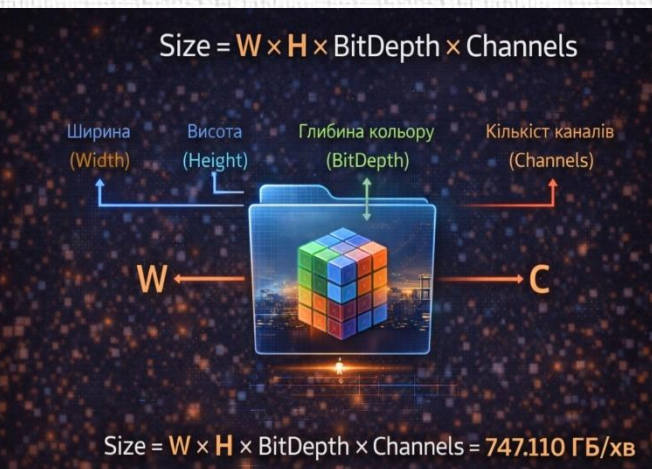 Size = W × H × BitDepth × Channels
Ширина Висота Глибина кольору Кількіст каналів
(Width) (Height) (BitDepth) (Channels)
W C
Size = W × H × BitDepth × Channels = 747.110 ГБ/хв